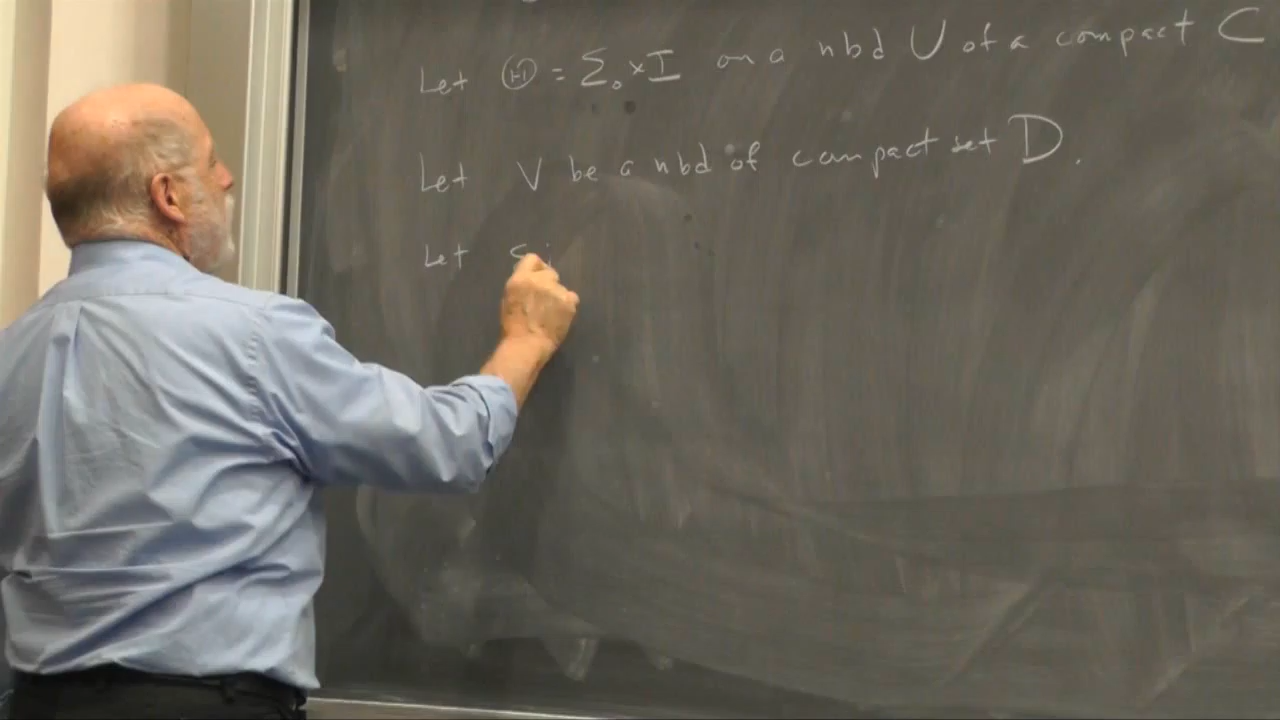 Let Ⓗ = Σ₀ × I on a nbd U of a compact C
Let V be a nbd of compact set D.
Let